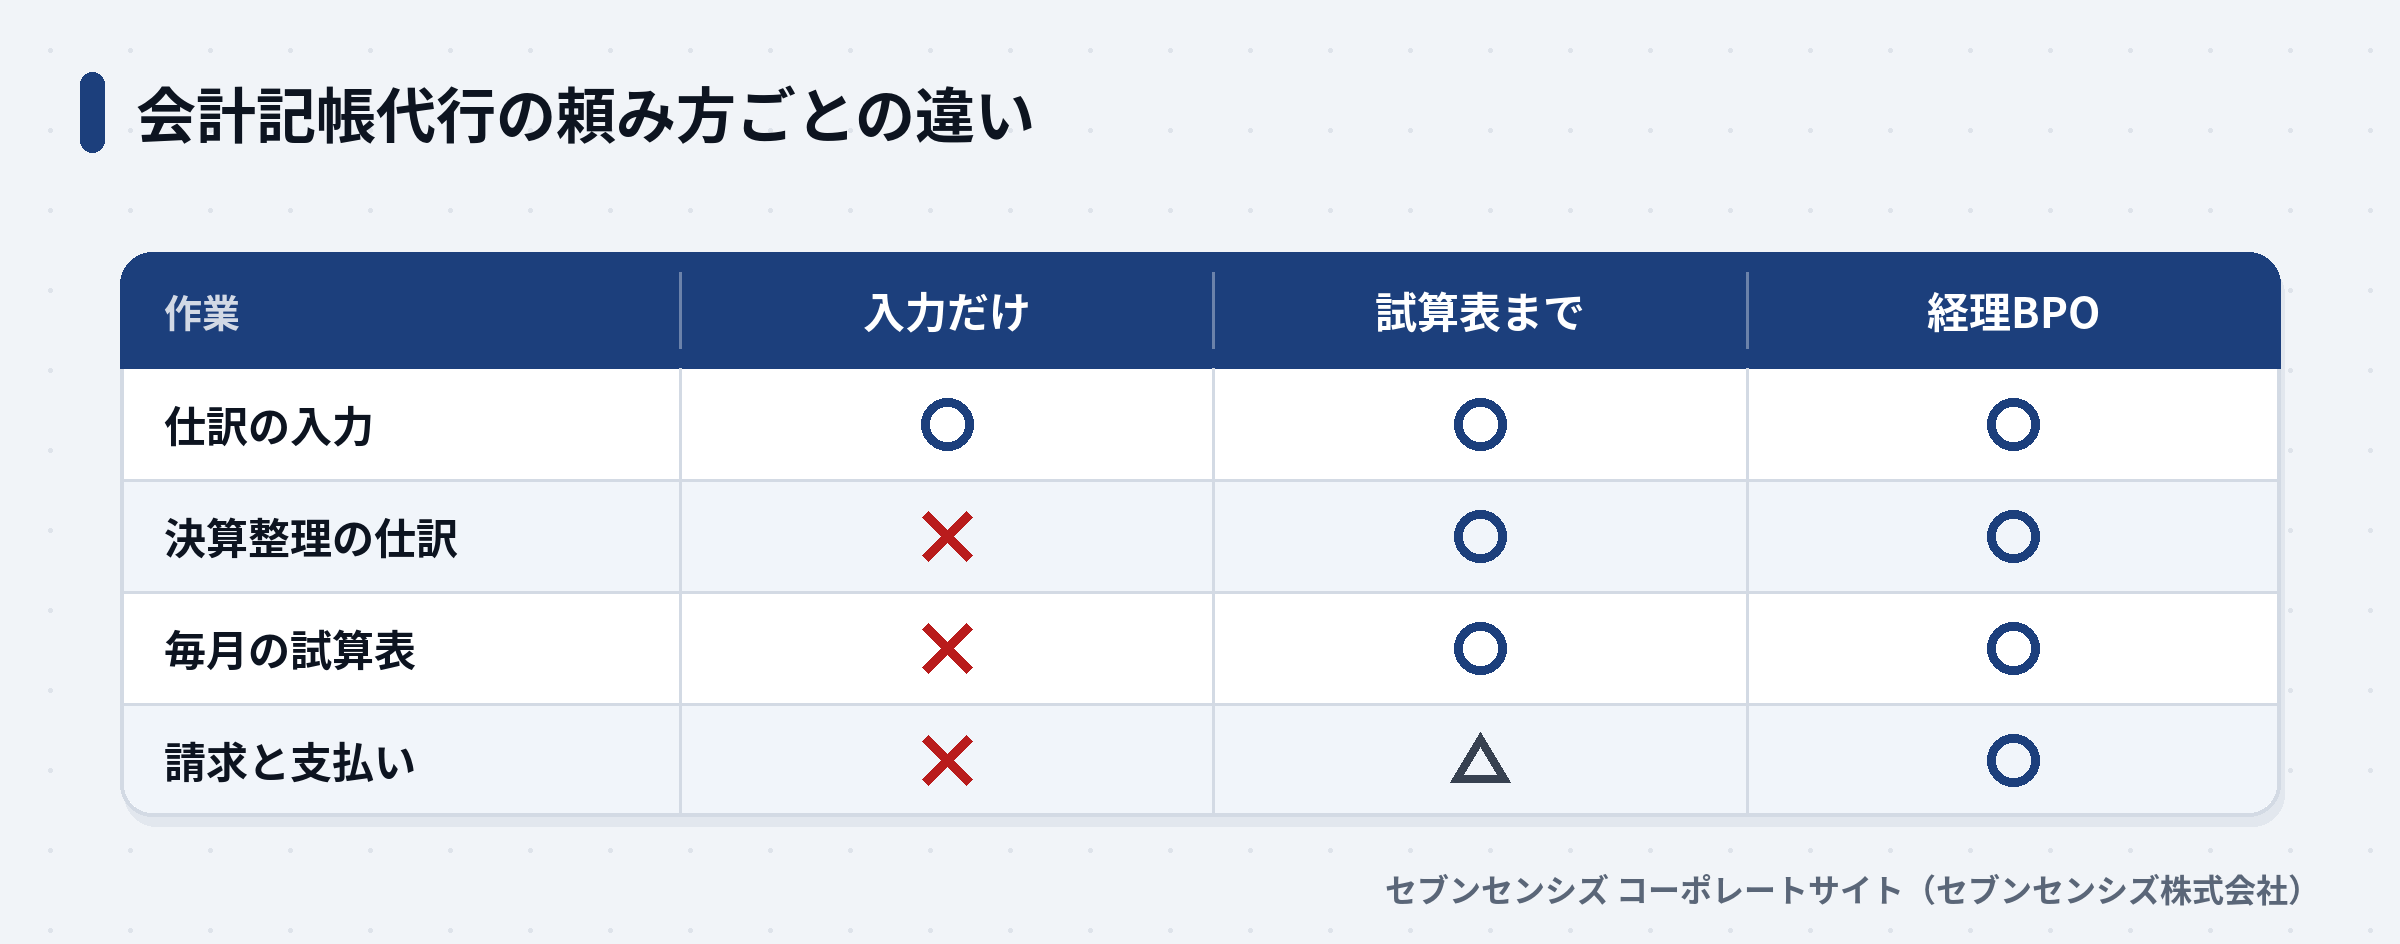 会計記帳代行の頼み方ごとの違い
作業 入力だけ 試算表まで 経理BPO
仕訳の入力 ○ ○ ○
決算整理の仕訳 × ○ ○
毎月の試算表 × ○ ○
請求と支払い × △ ○
セブンセンシズ コーポレートサイト（セブンセンシズ株式会社）